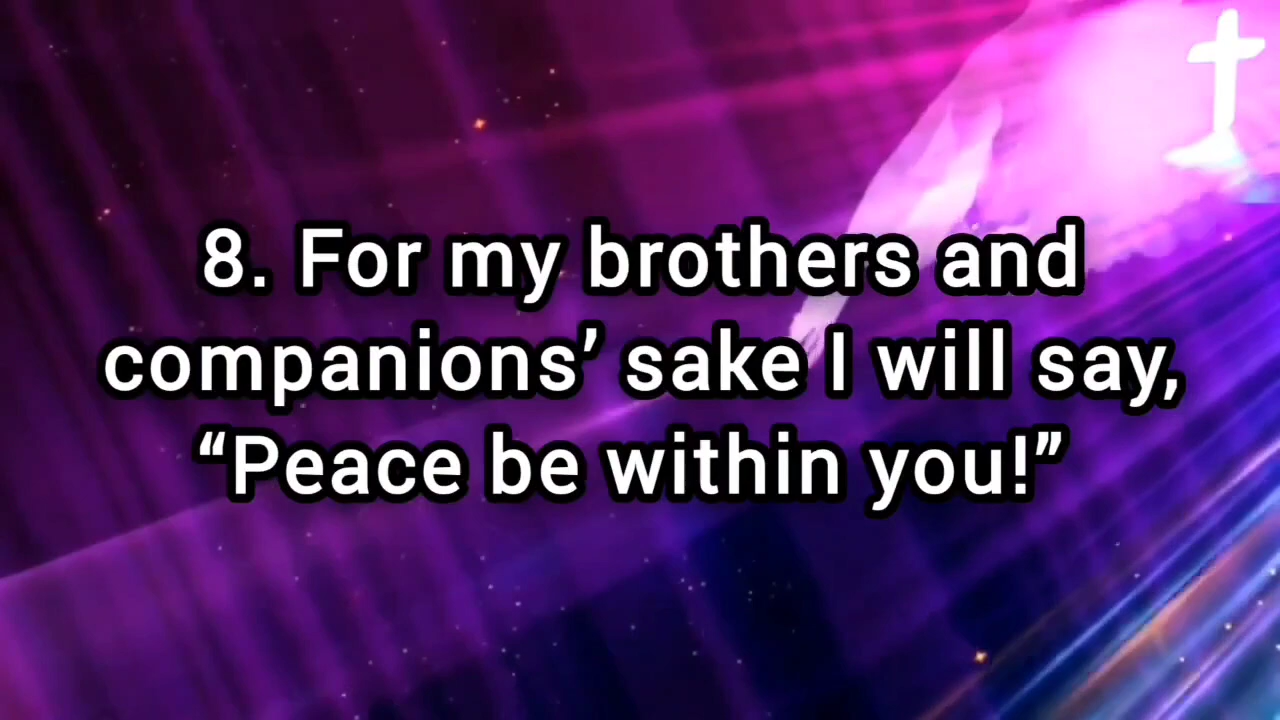 8. For my brothers and
companions’ sake I will say,
“Peace be within you!”